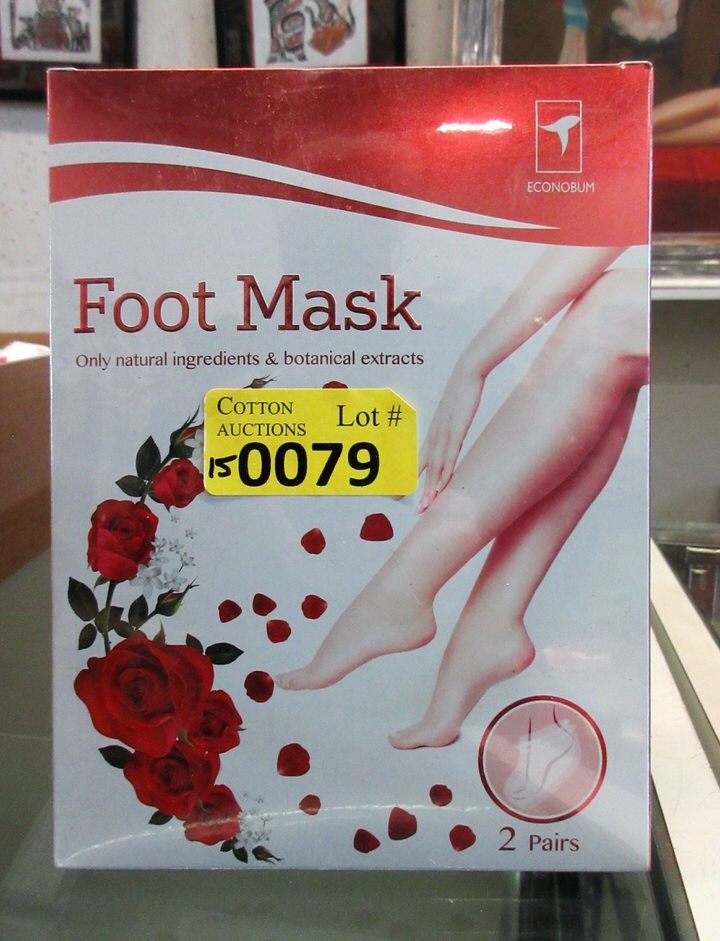 ECONOBUM
Foot Mask
Only natural ingredients & botanical extracts
COTTON AUCTIONS Lot #
15 0079
2 Pairs